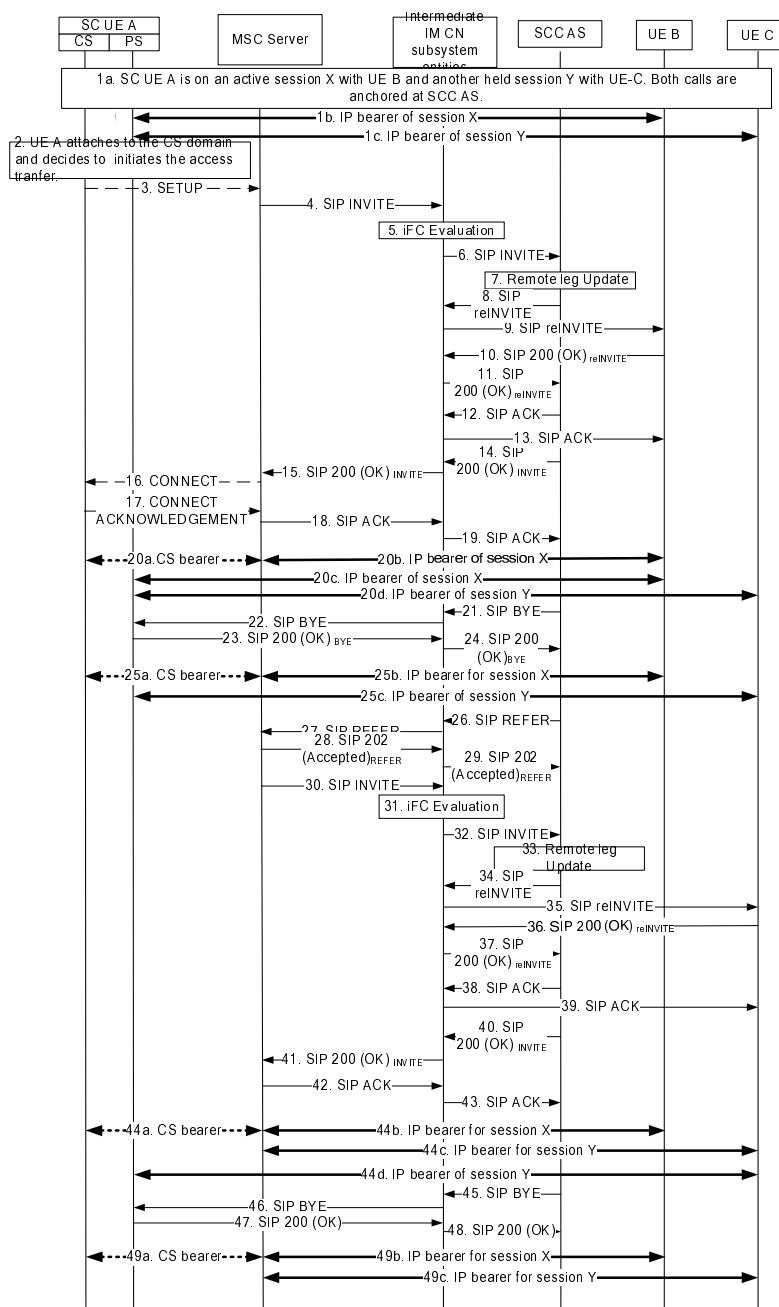 SC UE A
CS
PS
MSC Server
Intermediate
IM CN
subsystem
entities
SCC AS
UE B
UE C
1a. SC UE A is on an active session X with UE B and another held session Y with UE-C. Both calls are
anchored at SCC AS.
1b. IP bearer of session X
1c. IP bearer of session Y
2. UE A attaches to the CS domain
and decides to initiates the access
tranfer.
3. SETUP
4. SIP INVITE
5. iFC Evaluation
6. SIP INVITE
7. Remote leg Update
8. SIP
reINVITE
9. SIP reINVITE
10. SIP 200 (OK) reINVITE
11. SIP
200 (OK) reINVITE
12. SIP ACK
13. SIP ACK
14. SIP
200 (OK) INVITE
15. SIP 200 (OK) INVITE
16. CONNECT
17. CONNECT
ACKNOWLEDGEMENT
18. SIP ACK
19. SIP ACK
20a. CS bearer
20b. IP bearer of session X
20c. IP bearer of session X
20d. IP bearer of session Y
21. SIP BYE
22. SIP BYE
23. SIP 200 (OK) BYE
24. SIP 200
(OK)BYE
25a. CS bearer
25b. IP bearer for session X
25c. IP bearer of session Y
26. SIP REFER
27. SIP REFER
28. SIP 202
(Accepted)REFER
29. SIP 202
(Accepted)REFER
30. SIP INVITE
31. iFC Evaluation
32. SIP INVITE
33. Remote leg
Update
34. SIP
reINVITE
35. SIP reINVITE
36. SIP 200 (OK) reINVITE
37. SIP
200 (OK) reINVITE
38. SIP ACK
39. SIP ACK
40. SIP
200 (OK) INVITE
41. SIP 200 (OK) INVITE
42. SIP ACK
43. SIP ACK
44a. CS bearer
44b. IP bearer for session X
44c. IP bearer for session Y
44d. IP bearer of session Y
45. SIP BYE
46. SIP BYE
47. SIP 200 (OK)
48. SIP 200 (OK)
49a. CS bearer
49b. IP bearer for session X
49c. IP bearer for session Y